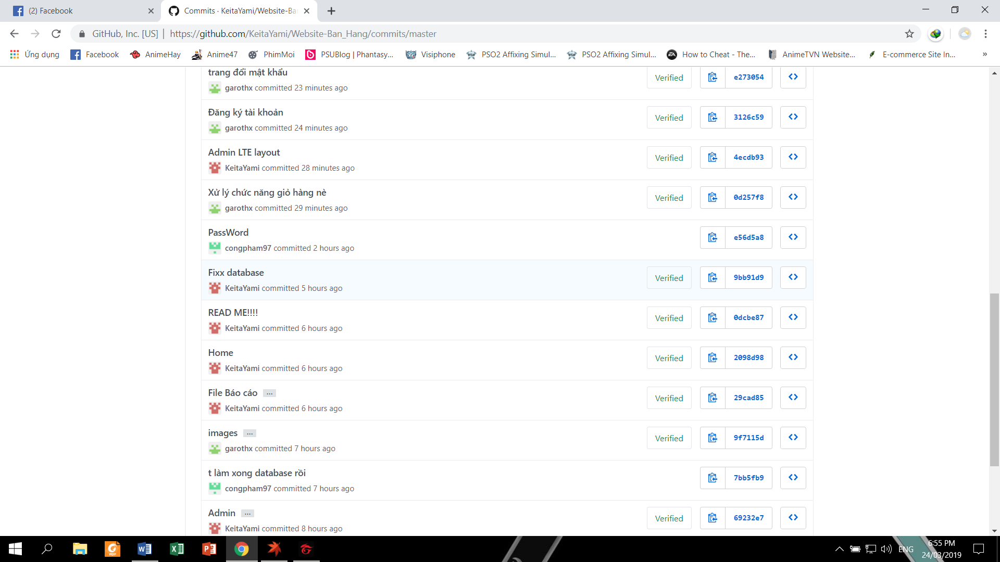 (2) Facebook
Commits · KeitaYami/Website-Ba
GitHub, Inc. [US] | https://github.com/KeitaYami/Website-Ban_Hang/commits/master
Ứng dụng Facebook AnimeHay Anime47 PhimMoi PSUBlog | Phantasy... Visiphone PSO2 Affixing Simul... PSO2 Affixing Simul... How to Cheat - The... AnimeTVN Website... E-commerce Site In... »
trang đổi mật khẩu
garothx committed 23 minutes ago
Verified e273054
Đăng ký tài khoản
garothx committed 24 minutes ago
Verified 3126c59
Admin LTE layout
KeitaYami committed 28 minutes ago
Verified 4ecdb93
Xử lý chức năng giỏ hàng nè
garothx committed 29 minutes ago
Verified 0d257f8
PassWord
congpham97 committed 2 hours ago
e56d5a8
Fixx database
KeitaYami committed 5 hours ago
Verified 9bb91d9
READ ME!!!!
KeitaYami committed 6 hours ago
Verified 0dcbe87
Home
KeitaYami committed 6 hours ago
Verified 2098d98
File Báo cáo ...
KeitaYami committed 6 hours ago
Verified 29cad85
images ...
garothx committed 7 hours ago
Verified 9f7115d
t làm xong database rồi
congpham97 committed 7 hours ago
7bb5fb9
Admin ...
KeitaYami committed 8 hours ago
Verified 69232e7
ENG
6:55 PM
24/03/2019